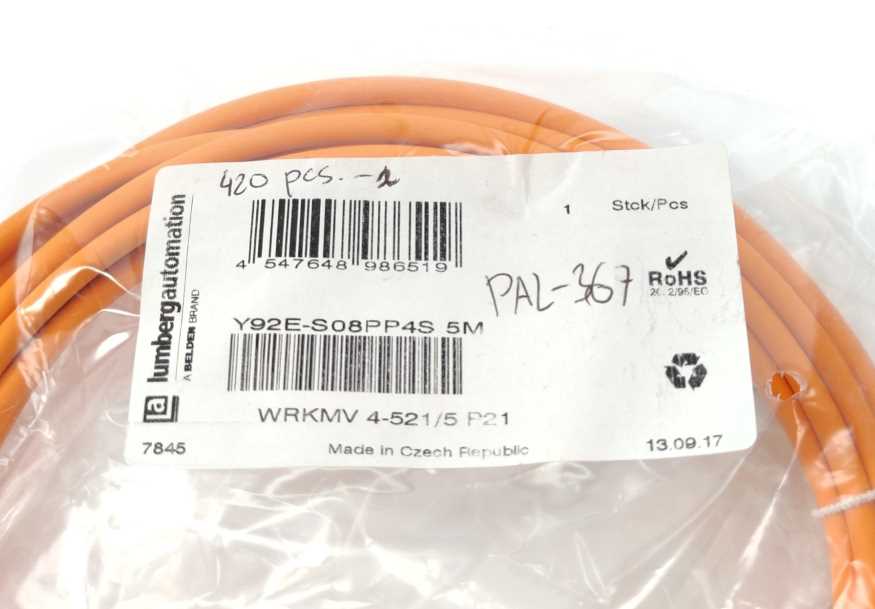 420 pcs. -2
1 Stck/Pcs
4 547648 986519
PAL-367
RoHS
2002/95/EC
Y92E-S08PP4S 5M
WRKMV 4-521/5 P21
7845 Made in Czech Republic 13.09.17
a lumbergautomation
A BELDEN BRAND